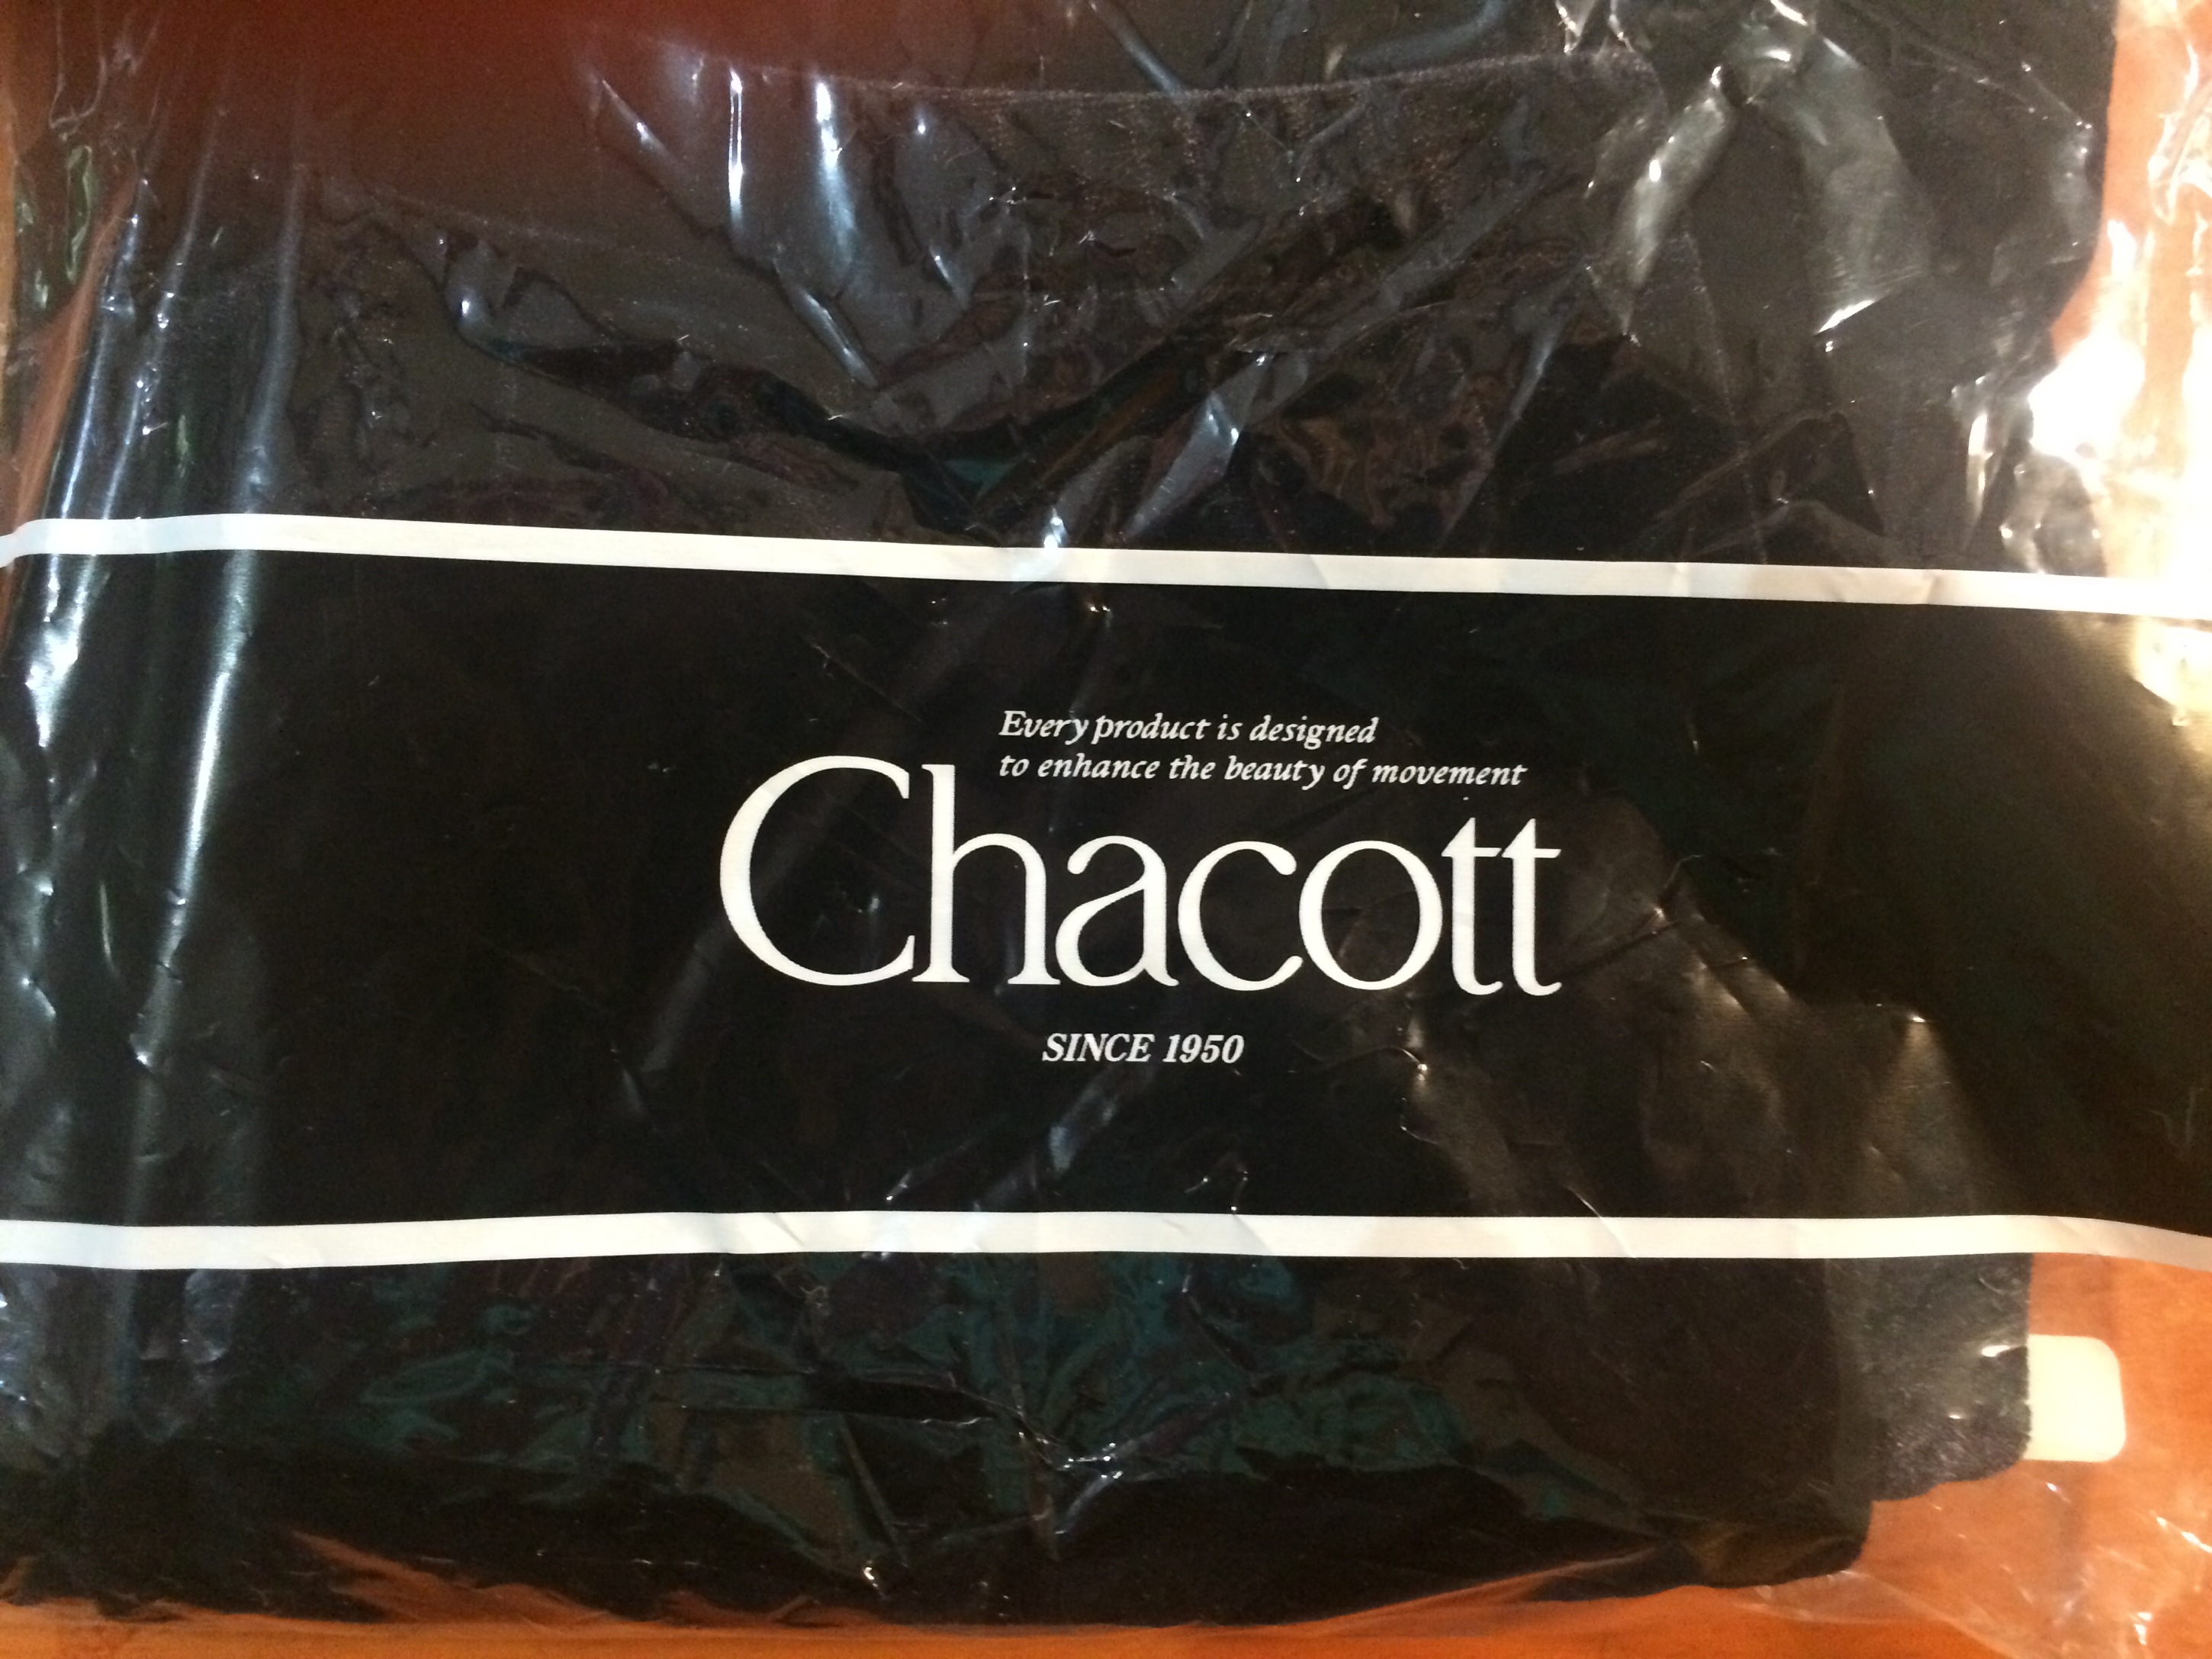 Every product is designed
to enhance the beauty of movement
Chacott
SINCE 1950